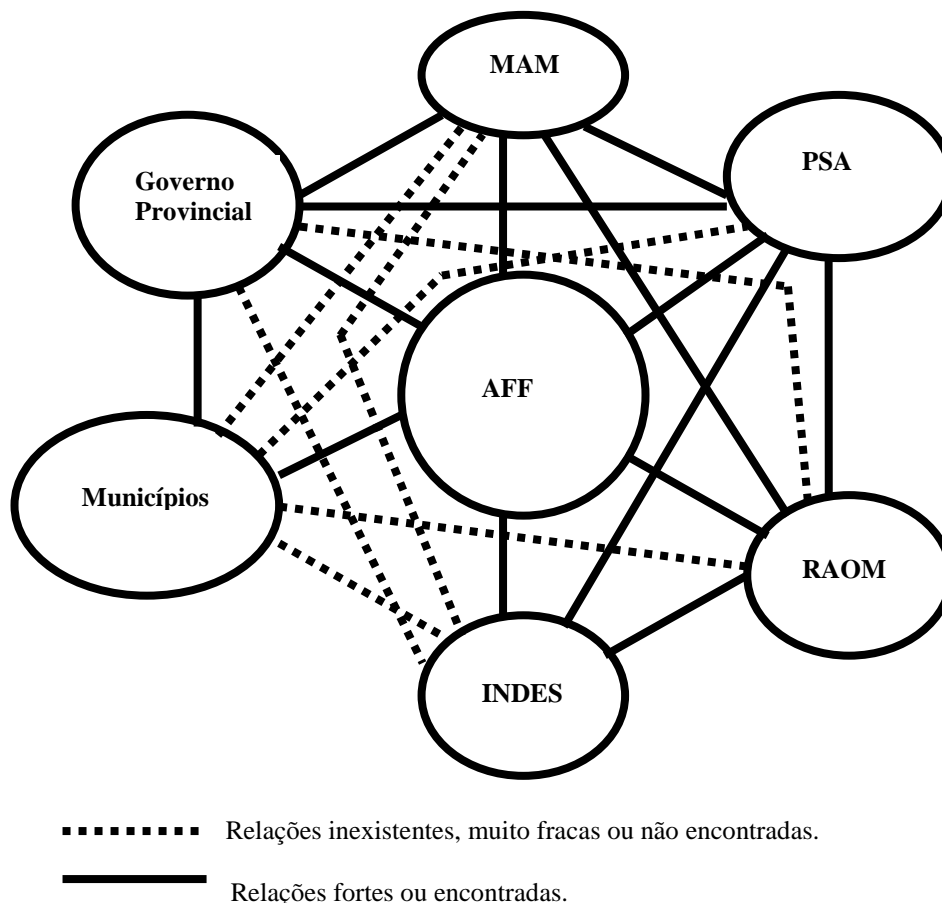 MAM
PSA
Governo
Provincial
AFF
Municípios
RAOM
INDES
Relações inexistentes, muito fracas ou não encontradas.
Relações fortes ou encontradas.